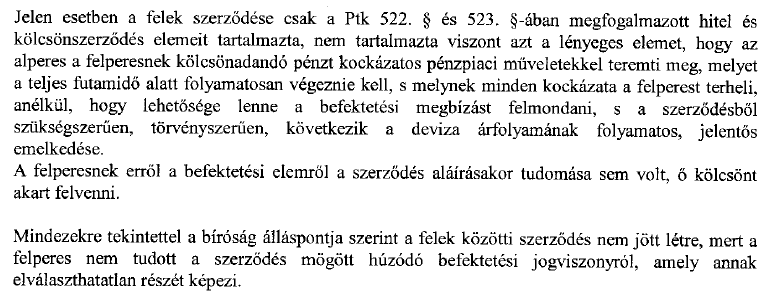 Jelen esetben a felek szerződése csak a Ptk 522. § és 523. §-ában megfogalmazott hitel és
kölcsönszerződés elemeit tartalmazta, nem tartalmazta viszont azt a lényeges elemet, hogy az
alperes a felperesnek kölcsönadandó pénzt kockázatos pénzpiaci műveletekkel teremti meg, melyet
a teljes futamidő alatt folyamatosan végeznie kell, s melynek minden kockázata a felperest terheli,
anélkül, hogy lehetősége lenne a befektetési megbízást felmondani, s a szerződésből
szükségszerűen, törvényszerűen, következik a deviza árfolyamának folyamatos, jelentős
emelkedése.
A felperesnek erről a befektetési elemről a szerződés aláírásakor tudomása sem volt, ő kölcsönt
akart felvenni.
Mindezekre tekintettel a bíróság álláspontja szerint a felek közötti szerződés nem jött létre, mert a
felperes nem tudott a szerződés mögött húzódó befektetési jogviszonyról, amely annak
elválaszthatatlan részét képezi.